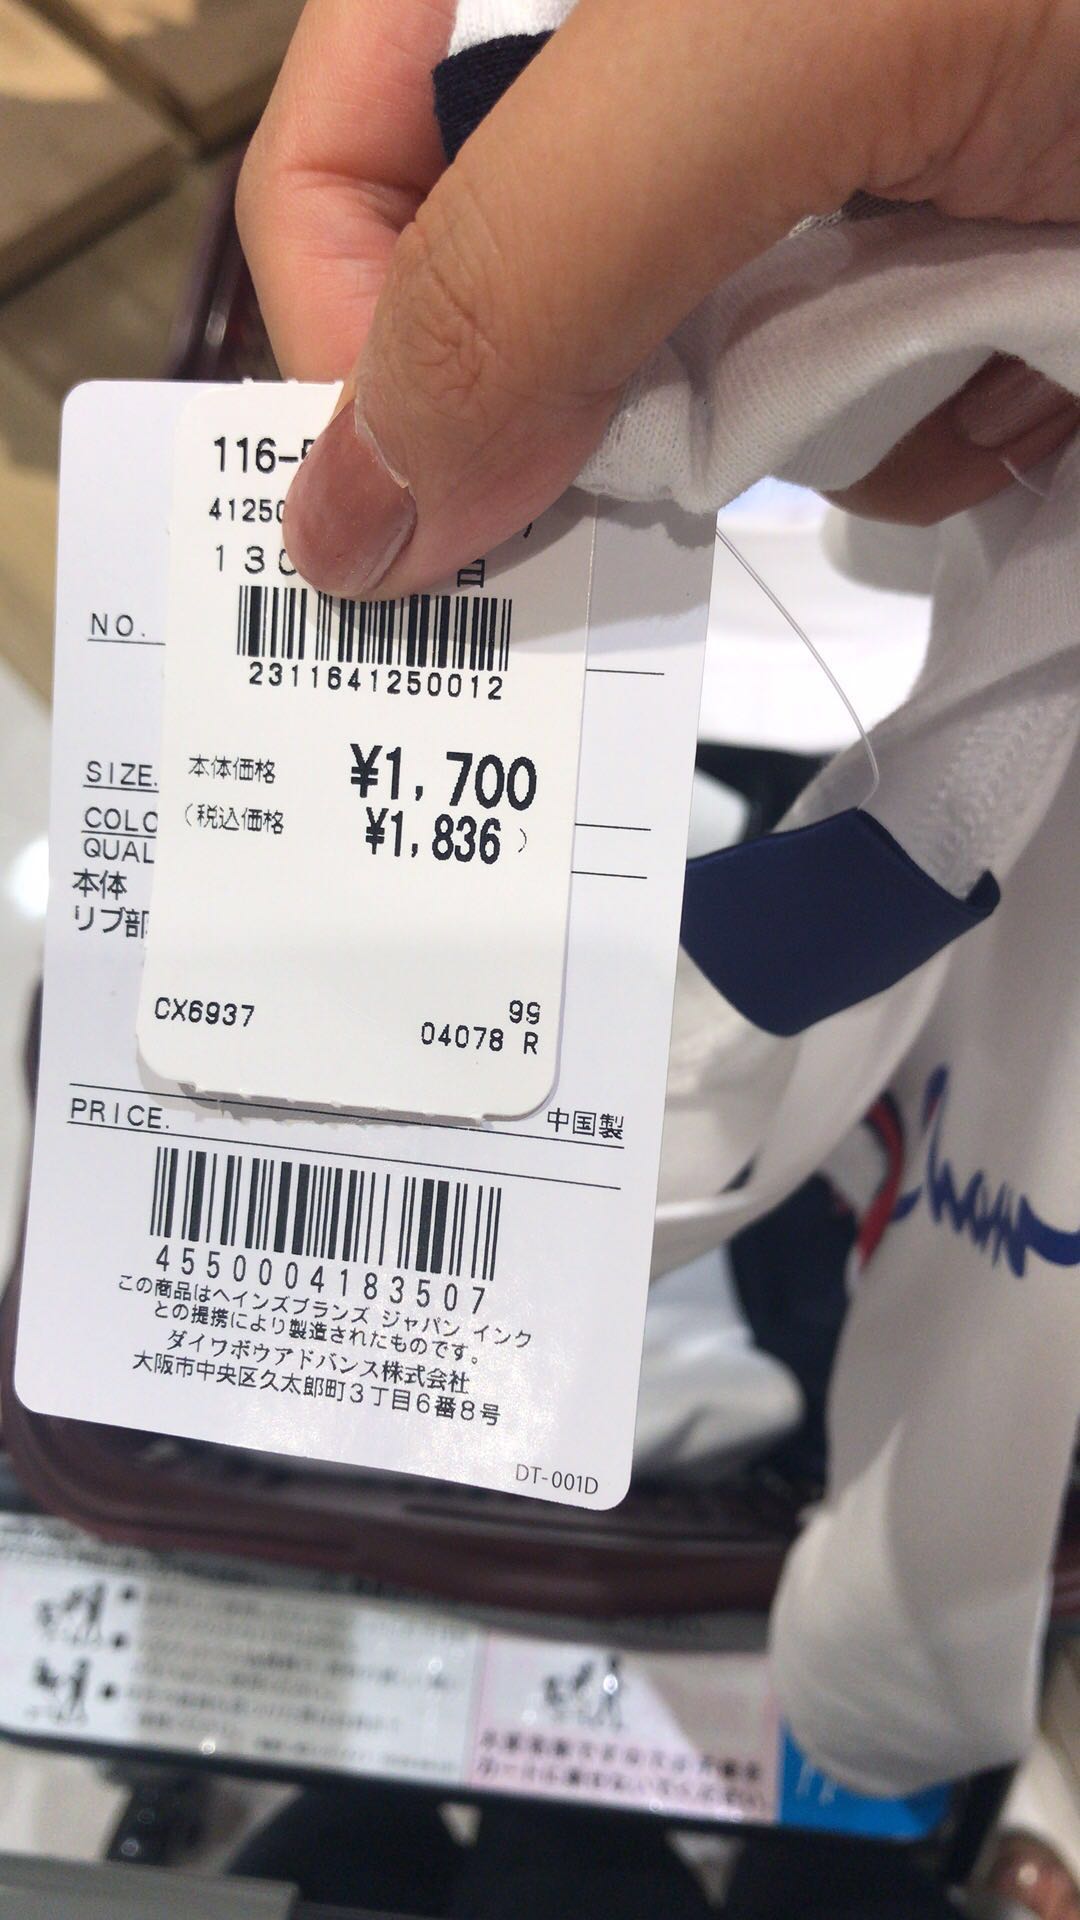 116-
41250
130
2311641250012
本体価格 ¥1,700
(税込価格 ¥1,836)
CX6937
99
04078 R
NO.
SIZE.
COLO
QUAL
本体
リブ部
中国製
PRICE.
4550004183507
この商品はヘインズブランズ ジャパン インク
との提携により製造されたものです。
ダイワボウアドバンス株式会社
大阪市中央区久太郎町3丁目6番8号
DT-001D
Cham